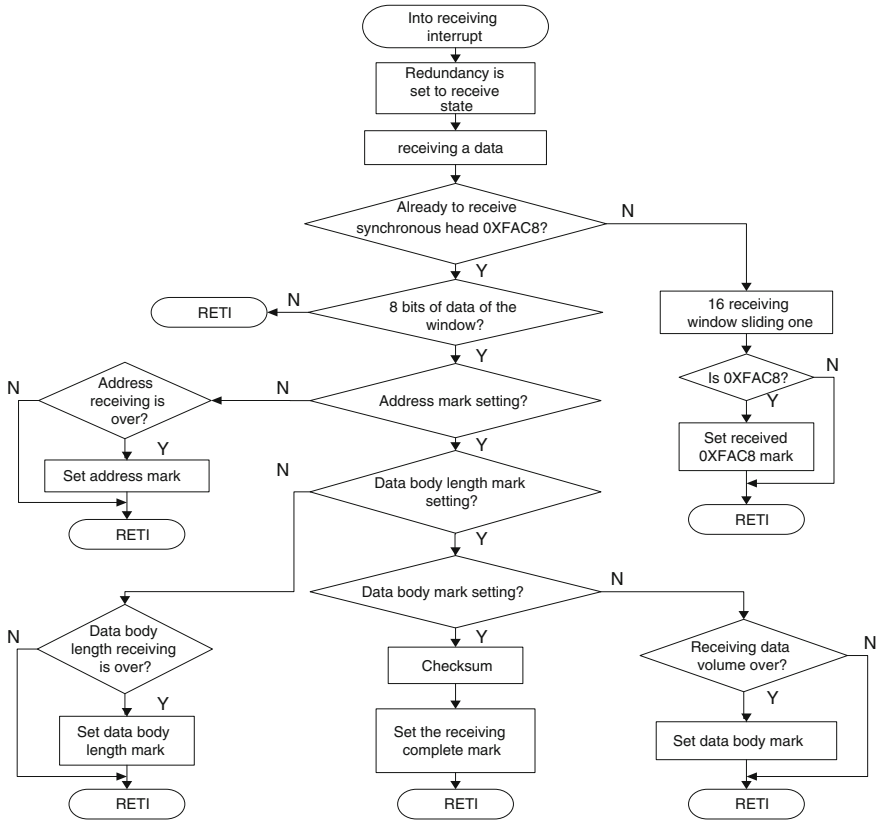 Into receiving
interrupt
Redundancy is
set to receive
state
receiving a data
Already to receive
synchronous head 0XFAC8?
N
Y
8 bits of data of the
window?
N
RETI
Y
16 receiving
window sliding one
Is 0XFAC8?
N
Y
Set received
0XFAC8 mark
RETI
Address mark setting?
N
Y
Address
receiving is
over?
N
Y
Set address mark
RETI
Data body length mark
setting?
N
Y
Data body mark setting?
N
Y
Data body
length receiving
is over?
N
Y
Set data body
length mark
RETI
Checksum
Set the receiving
complete mark
RETI
Receiving data
volume over?
N
Y
Set data body mark
RETI